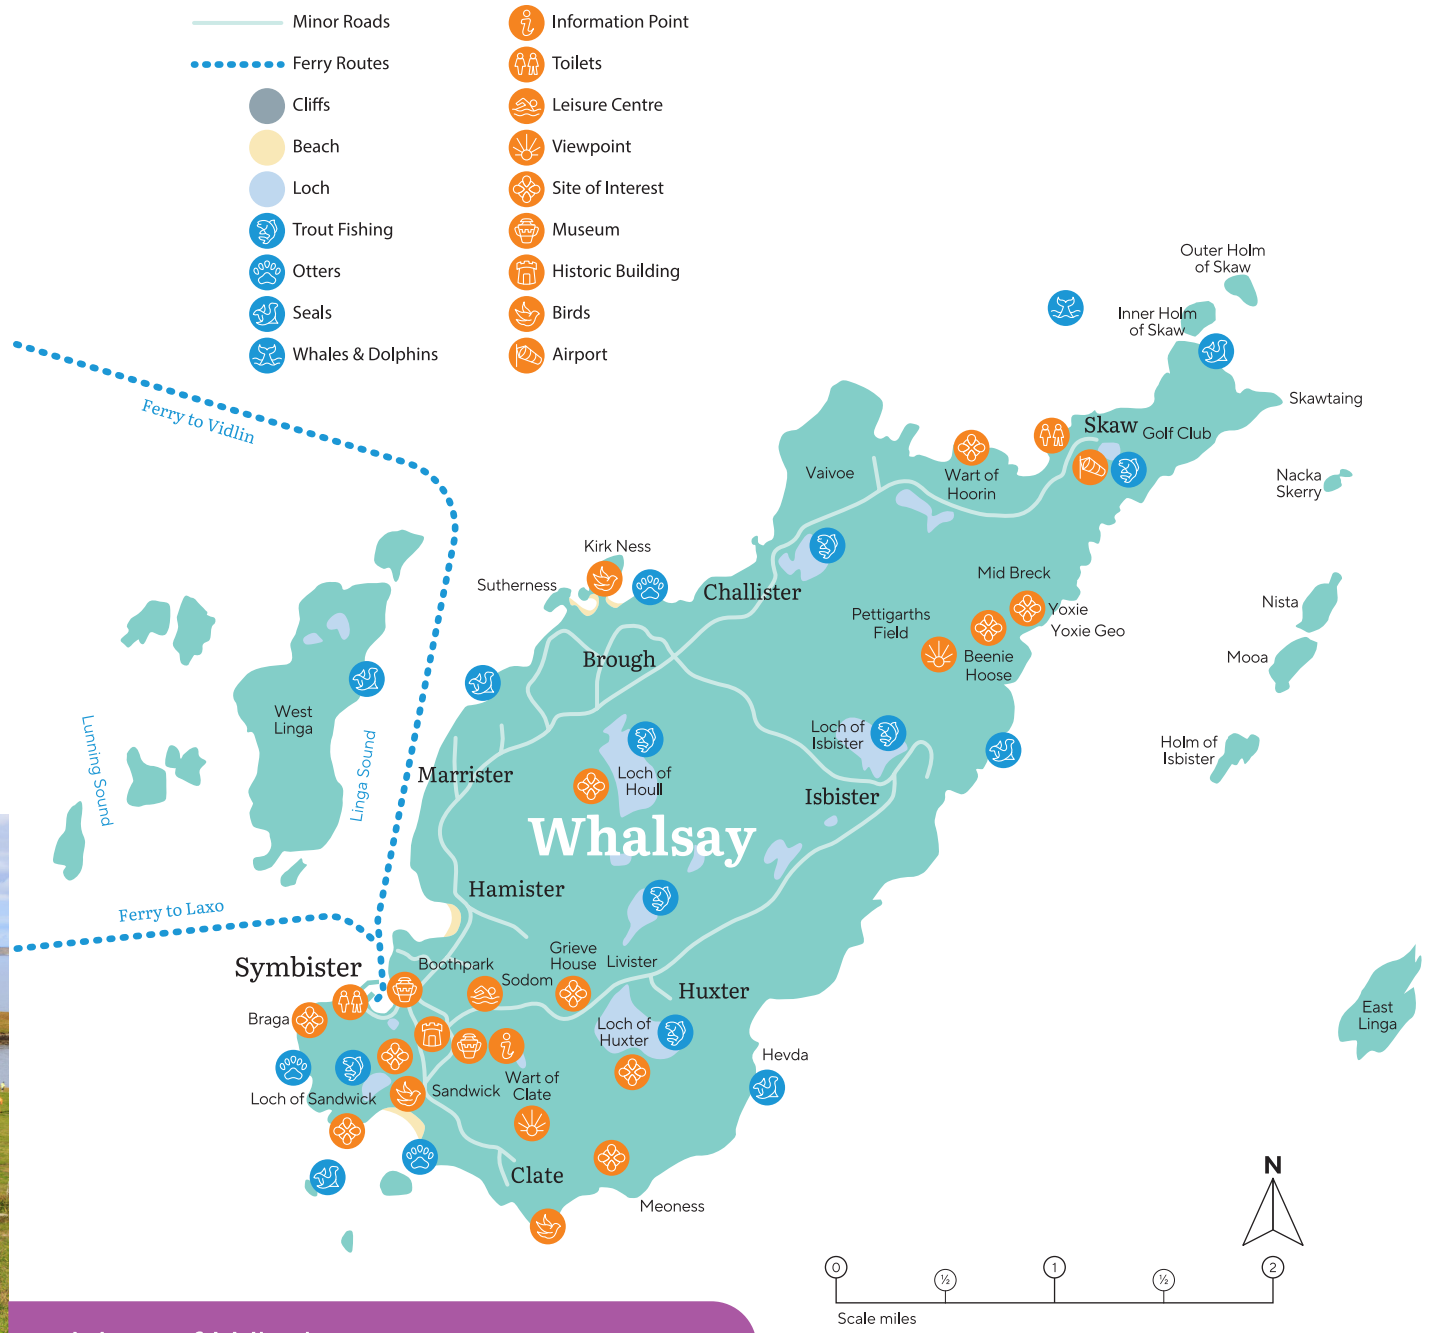 Minor Roads
Ferry Routes
Cliffs
Beach
Loch
Trout Fishing
Otters
Seals
Whales & Dolphins
Information Point
Toilets
Leisure Centre
Viewpoint
Site of Interest
Museum
Historic Building
Birds
Airport
Outer Holm
of Skaw
Inner Holm
of Skaw
Skawtaing
Skaw
Golf Club
Ferry to Vidlin
Vaivoe
Wart of
Hoorin
Nacka
Skerry
Kirk Ness
Sutherness
Challister
Mid Breck
Yoxie
Yoxie Geo
Pettigarths
Field
Beenie
Hoose
Nista
Mooa
Brough
West
Linga
Lunning Sound
Linga Sound
Loch of
Isbister
Holm of
Isbister
Marrister
Loch of
Houll
Isbister
Whalsay
Hamister
Ferry to Laxo
Symbister
Boothpark
Sodom
Grieve
House
Livister
Huxter
Braga
Loch of
Huxter
East
Linga
Hevda
Loch of Sandwick
Sandwick
Wart of
Clate
Clate
Meoness
N
0
½
1
½
2
Scale miles